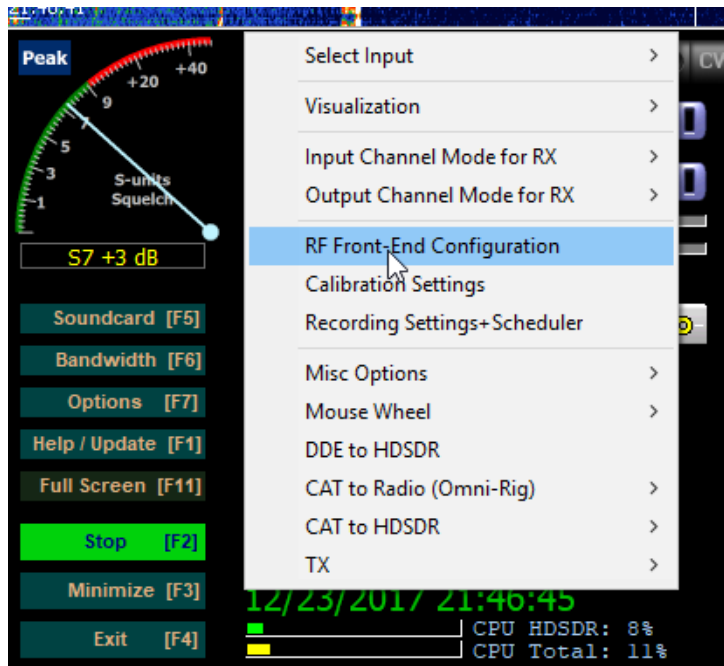 Peak
+20
+40
9
7
5
3
1
S-units
Squelch
S7 +3 dB
Soundcard [F5]
Bandwidth [F6]
Options [F7]
Help / Update [F1]
Full Screen [F11]
Stop [F2]
Minimize [F3]
Exit [F4]
Select Input
Visualization
Input Channel Mode for RX
Output Channel Mode for RX
RF Front-End Configuration
Calibration Settings
Recording Settings+Scheduler
Misc Options
Mouse Wheel
DDE to HDSDR
CAT to Radio (Omni-Rig)
CAT to HDSDR
TX
12/23/2017 21:46:45
CPU HDSDR: 8%
CPU Total: 11%